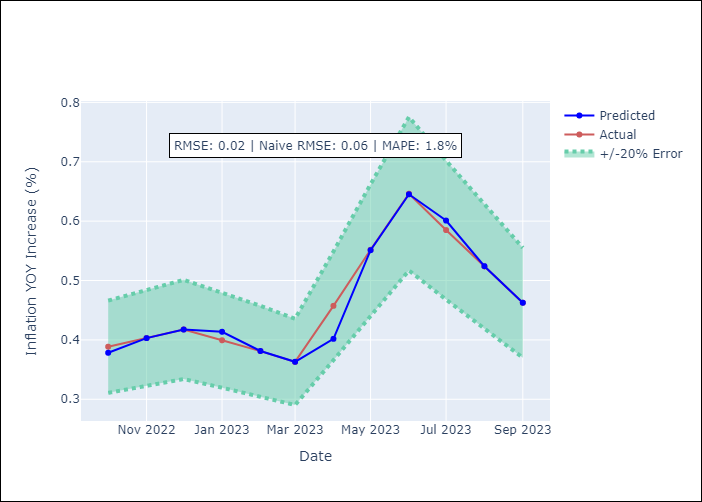 Predicted
Actual
+/-20% Error
RMSE: 0.02 | Naive RMSE: 0.06 | MAPE: 1.8%
0.8
0.7
0.6
0.5
0.4
0.3
Inflation YOY Increase (%)
Nov 2022 Jan 2023 Mar 2023 May 2023 Jul 2023 Sep 2023
Date